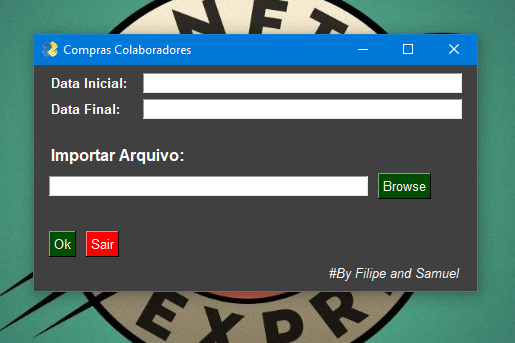 NET
Compras Colaboradores
Data Inicial:
Data Final:
Importar Arquivo:
Browse
Ok Sair
#By Filipe and Samuel
EXPR